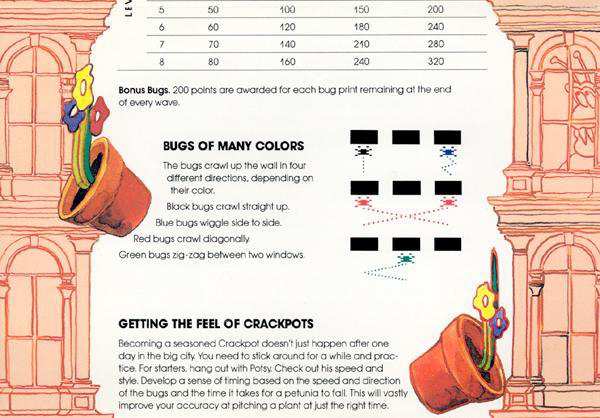 LEV
5 50 100 150 200
6 60 120 180 240
7 70 140 210 280
8 80 160 240 320
Bonus Bugs. 200 points are awarded for each bug print remaining at the end
of every wave.
BUGS OF MANY COLORS
The bugs crawl up the wall in four
different directions, depending on
their color.
Black bugs crawl straight up.
Blue bugs wiggle side to side.
Red bugs crawl diagonally
Green bugs zig-zag between two windows.
GETTING THE FEEL OF CRACKPOTS
Becoming a seasoned Crackpot doesn't just happen after one
day in the big city. You need to stick around for a while and prac-
tice. For starters, hang out with Potsy. Check out his speed and
style. Develop a sense of timing based on the speed and direction
of the bugs and the time it takes for a petunia to fall. This will vastly
improve your accuracy at pitching a plant at just the right time.